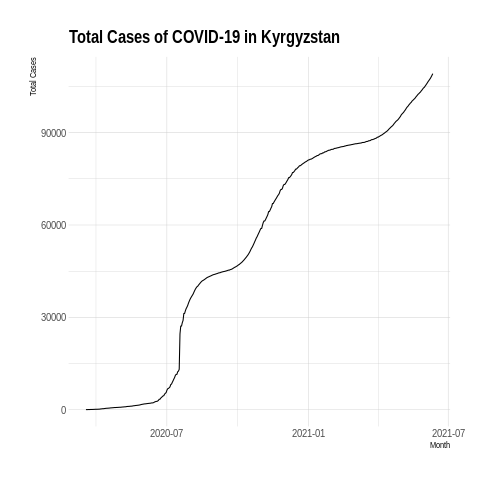 Total Cases of COVID-19 in Kyrgyzstan
Total Cases
90000
60000
30000
0
2020-07
2021-01
2021-07
Month